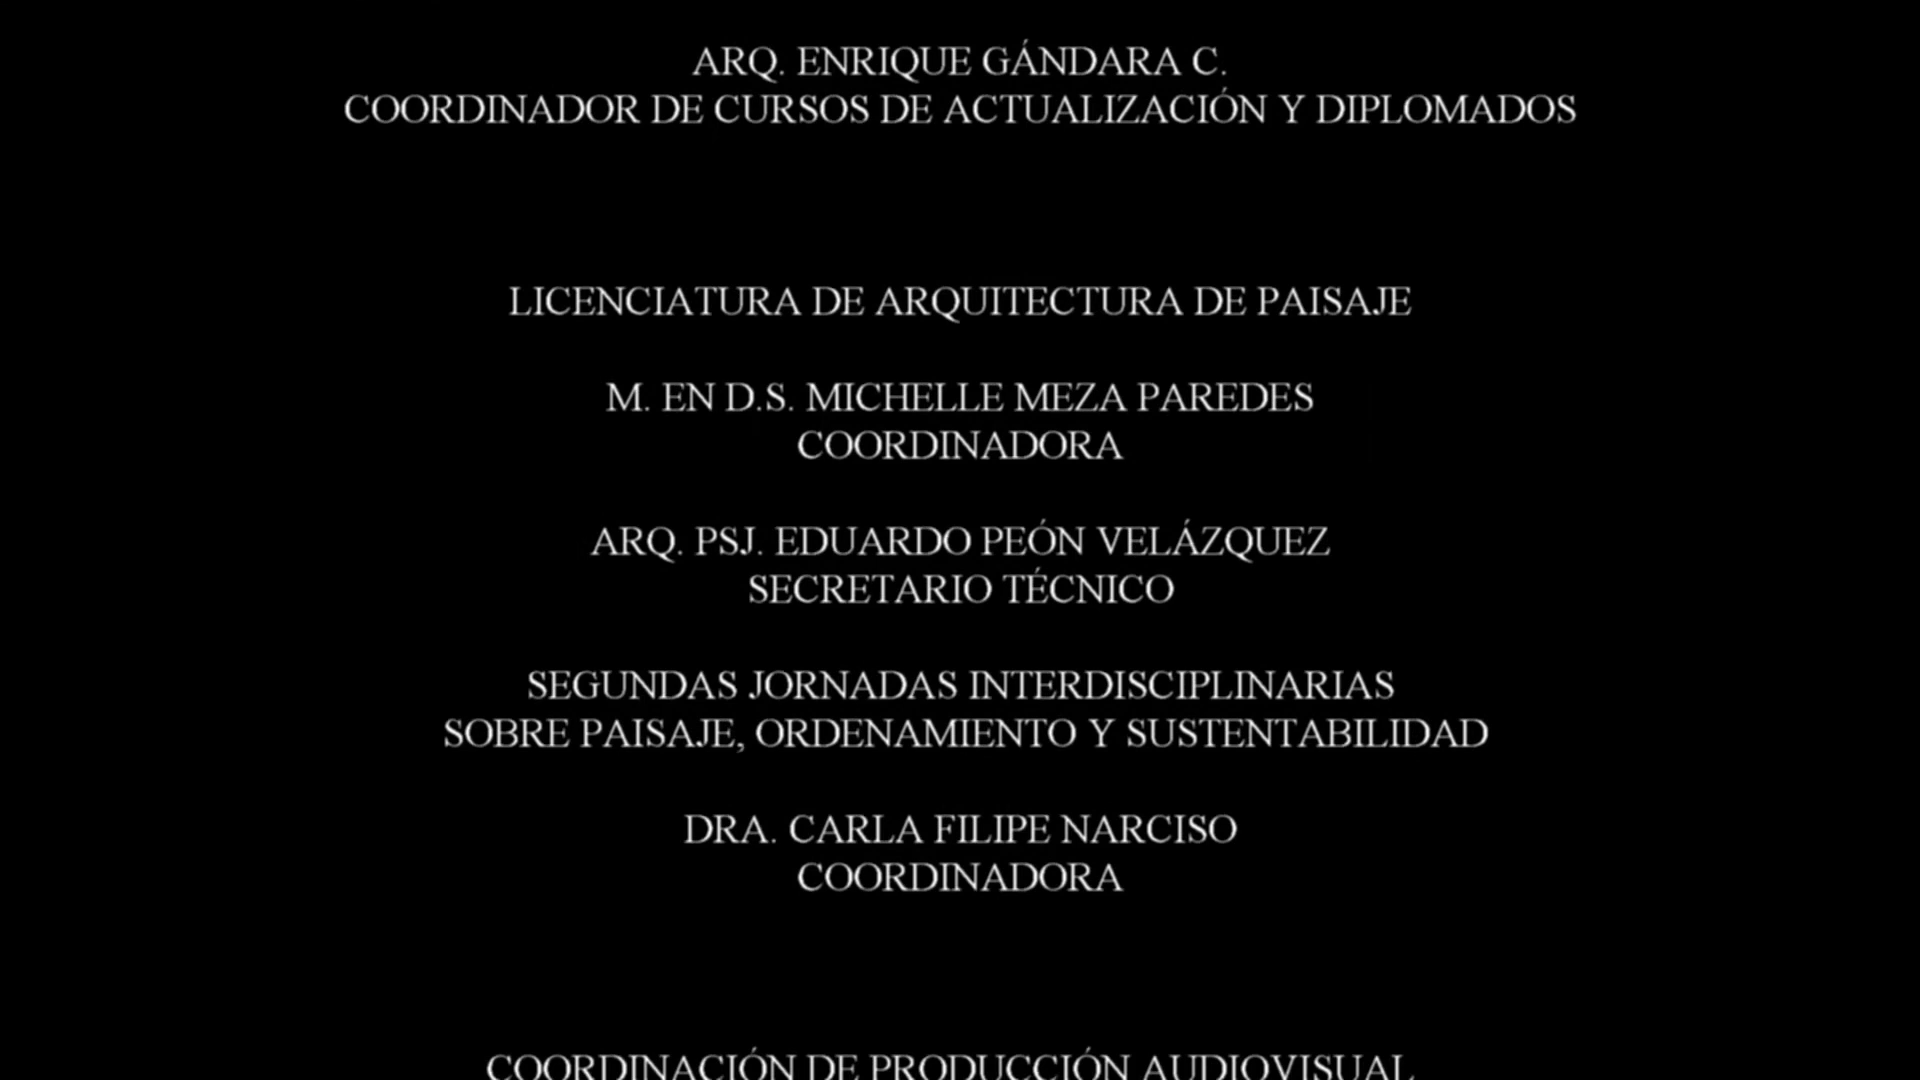 ARQ. ENRIQUE GÁNDARA C.
COORDINADOR DE CURSOS DE ACTUALIZACIÓN Y DIPLOMADOS
LICENCIATURA DE ARQUITECTURA DE PAISAJE
M. EN D.S. MICHELLE MEZA PAREDES
COORDINADORA
ARQ. PSJ. EDUARDO PEÓN VELÁZQUEZ
SECRETARIO TÉCNICO
SEGUNDAS JORNADAS INTERDISCIPLINARIAS
SOBRE PAISAJE, ORDENAMIENTO Y SUSTENTABILIDAD
DRA. CARLA FILIPE NARCISO
COORDINADORA
COORDINACIÓN DE PRODUCCIÓN AUDIOVISUAL